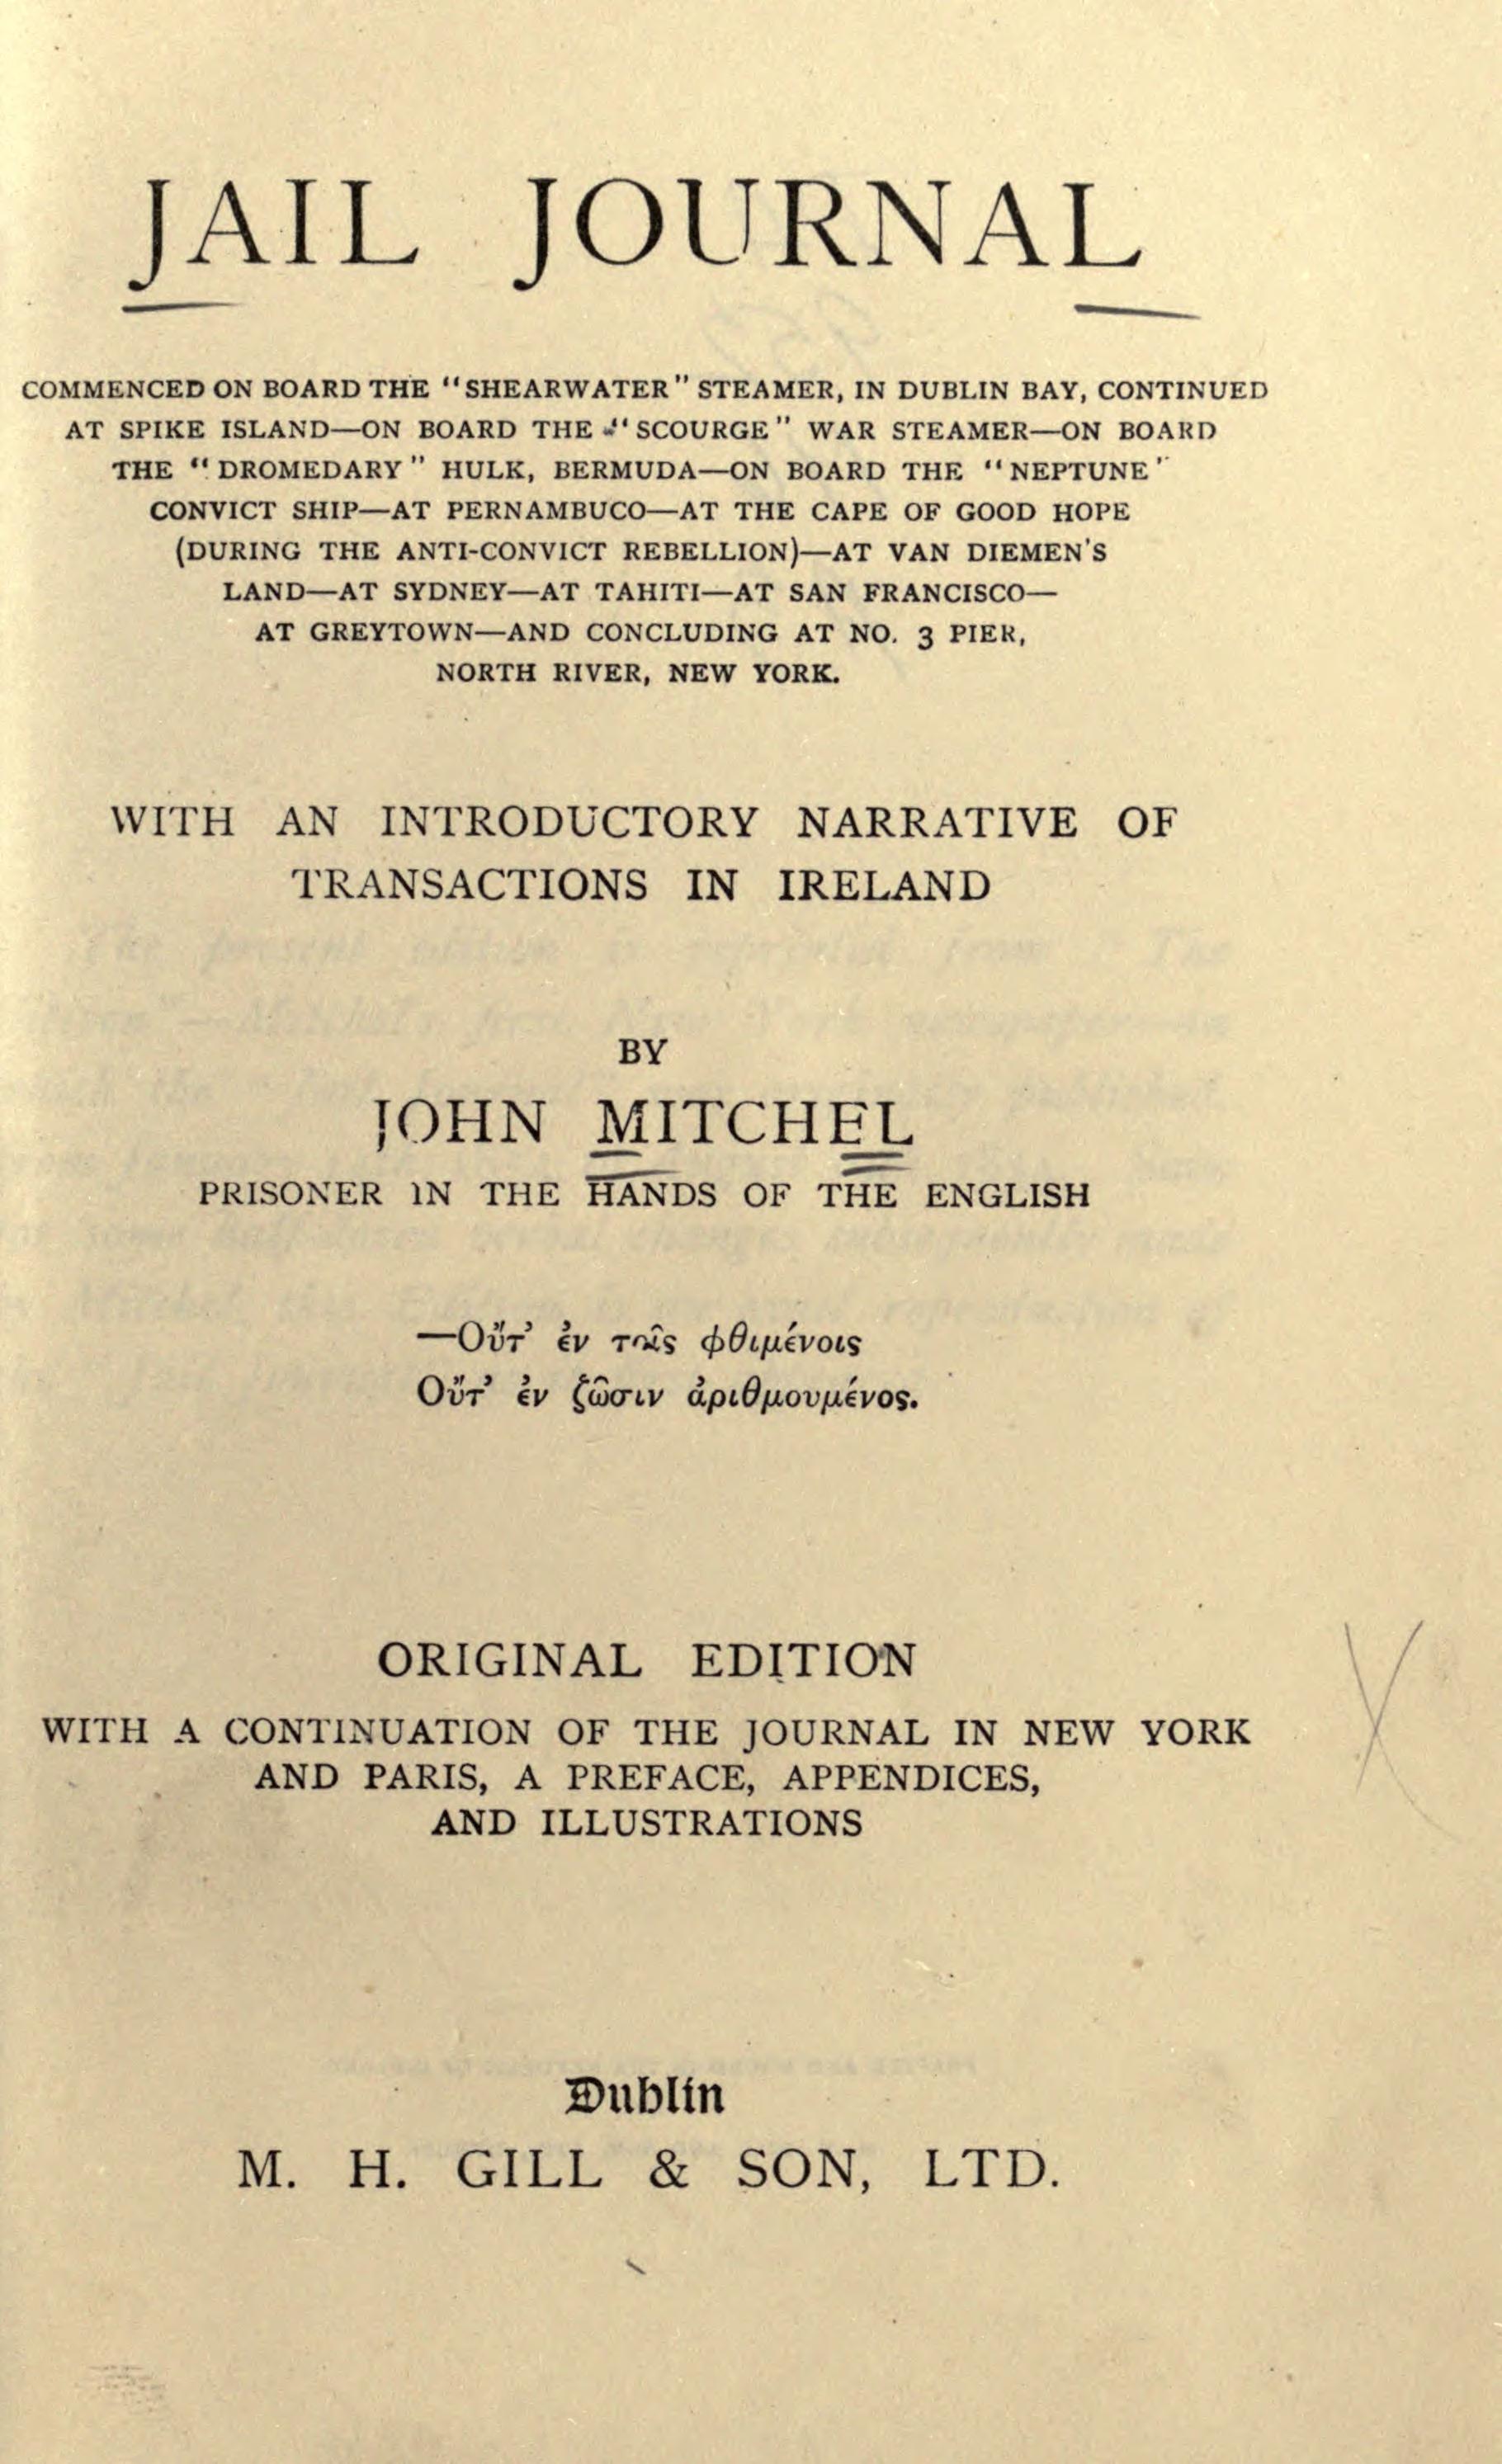 JAIL JOURNAL
COMMENCED ON BOARD THE "SHEARWATER" STEAMER, IN DUBLIN BAY, CONTINUED
AT SPIKE ISLAND—ON BOARD THE "SCOURGE" WAR STEAMER—ON BOARD
THE "DROMEDARY" HULK, BERMUDA—ON BOARD THE "NEPTUNE"
CONVICT SHIP—AT PERNAMBUCO—AT THE CAPE OF GOOD HOPE
(DURING THE ANTI-CONVICT REBELLION)—AT VAN DIEMEN'S
LAND—AT SYDNEY—AT TAHITI—AT SAN FRANCISCO—
AT GREYTOWN—AND CONCLUDING AT NO. 3 PIER,
NORTH RIVER, NEW YORK.
WITH AN INTRODUCTORY NARRATIVE OF
TRANSACTIONS IN IRELAND
BY
JOHN MITCHEL
PRISONER IN THE HANDS OF THE ENGLISH
—Οὔτ' ἐν τοῖς φθιμένοις
Οὔτ' ἐν ζῶσιν ἀριθμουμένος.
ORIGINAL EDITION
WITH A CONTINUATION OF THE JOURNAL IN NEW YORK
AND PARIS, A PREFACE, APPENDICES,
AND ILLUSTRATIONS
Dublin
M. H. GILL & SON, LTD.